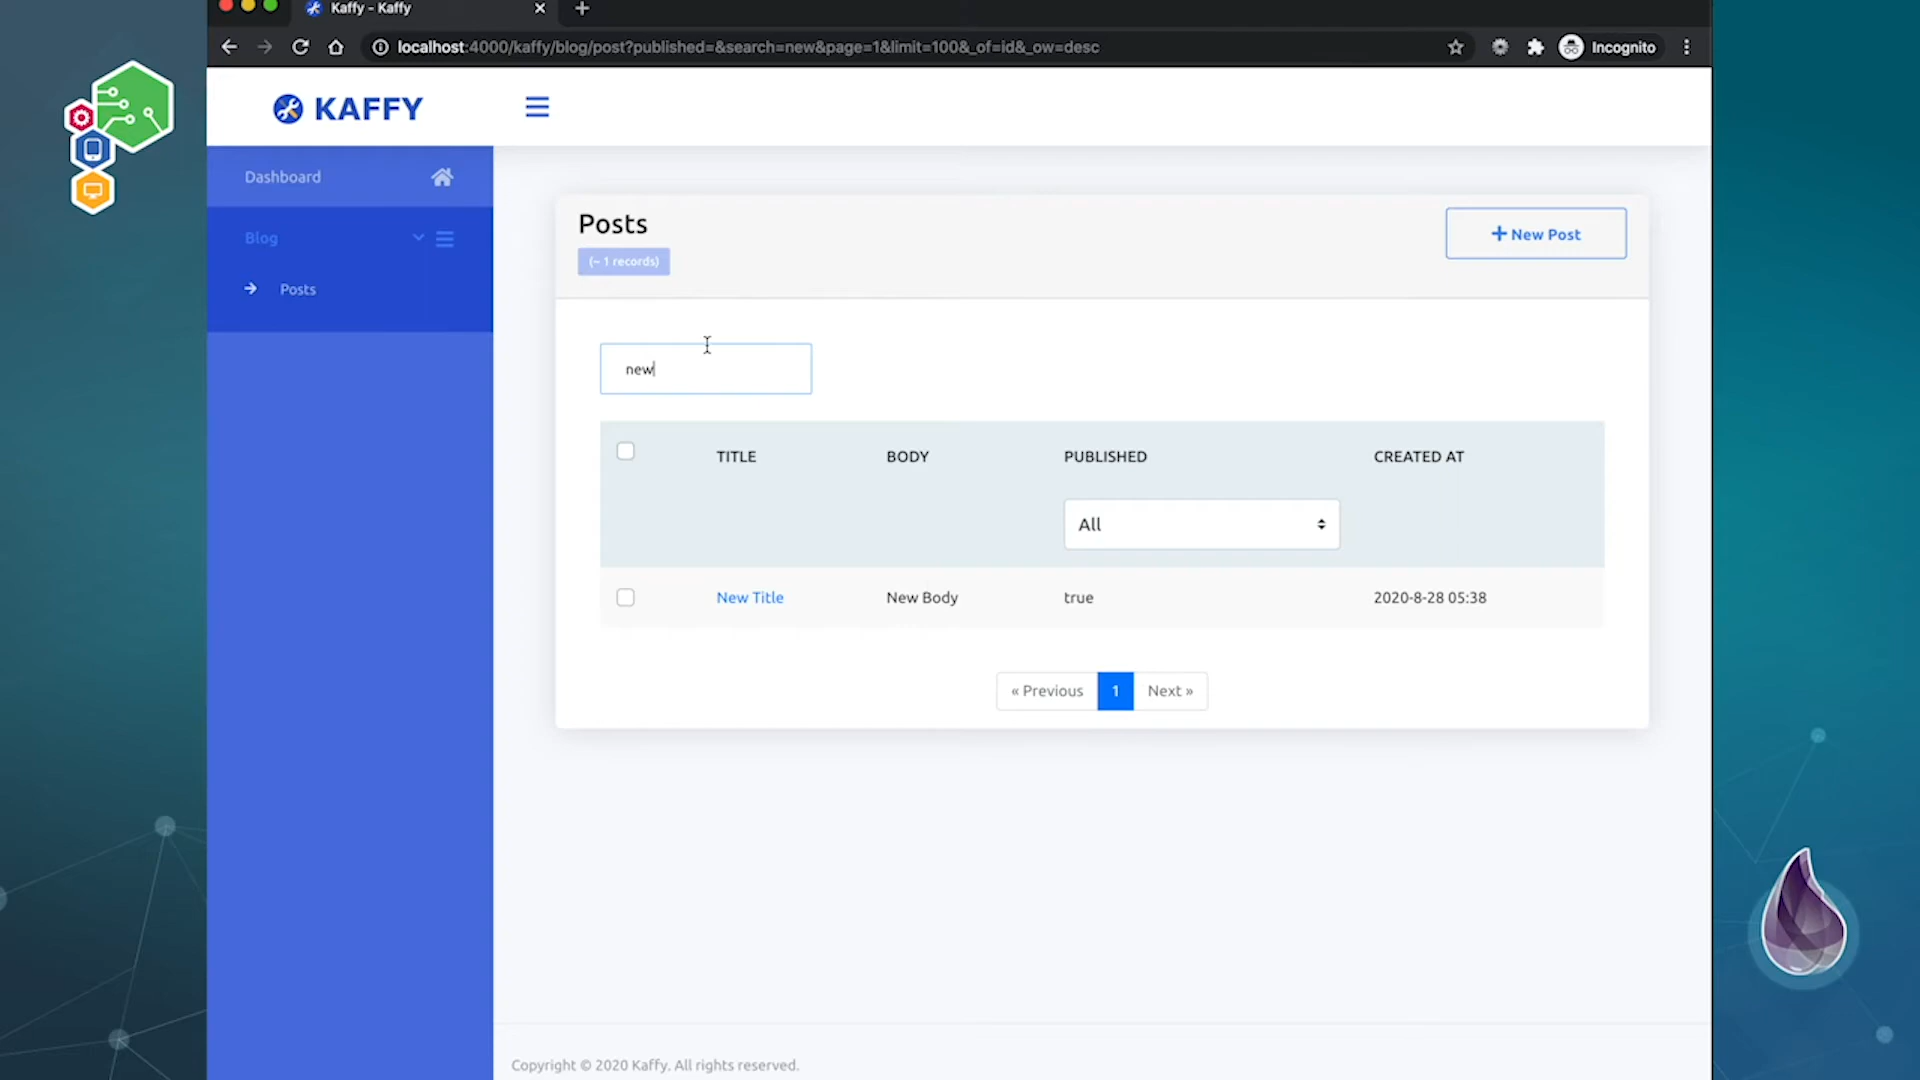 Kaffy - Kaffy
localhost:4000/kaffy/blog/post?published=&search=new&page=1&limit=100&_of=id&_ow=desc
Incognito
KAFFY
Dashboard
Blog
Posts
Posts
(~ 1 records)
New Post
new
TITLE BODY PUBLISHED CREATED AT
All
New Title New Body true 2020-8-28 05:38
« Previous 1 Next »
Copyright © 2020 Kaffy. All rights reserved.